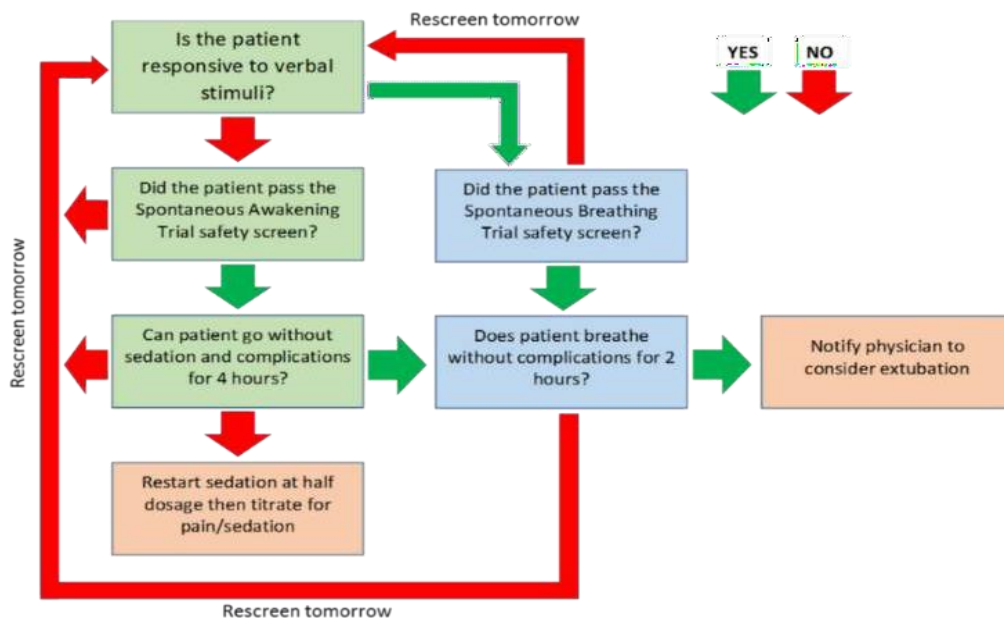 Rescreen tomorrow
Is the patient
responsive to verbal
stimuli?
YES
NO
Did the patient pass the
Spontaneous Awakening
Trial safety screen?
Did the patient pass the
Spontaneous Breathing
Trial safety screen?
Rescreen tomorrow
Can patient go without
sedation and complications
for 4 hours?
Does patient breathe
without complications for 2
hours?
Notify physician to
consider extubation
Restart sedation at half
dosage then titrate for
pain/sedation
Rescreen tomorrow